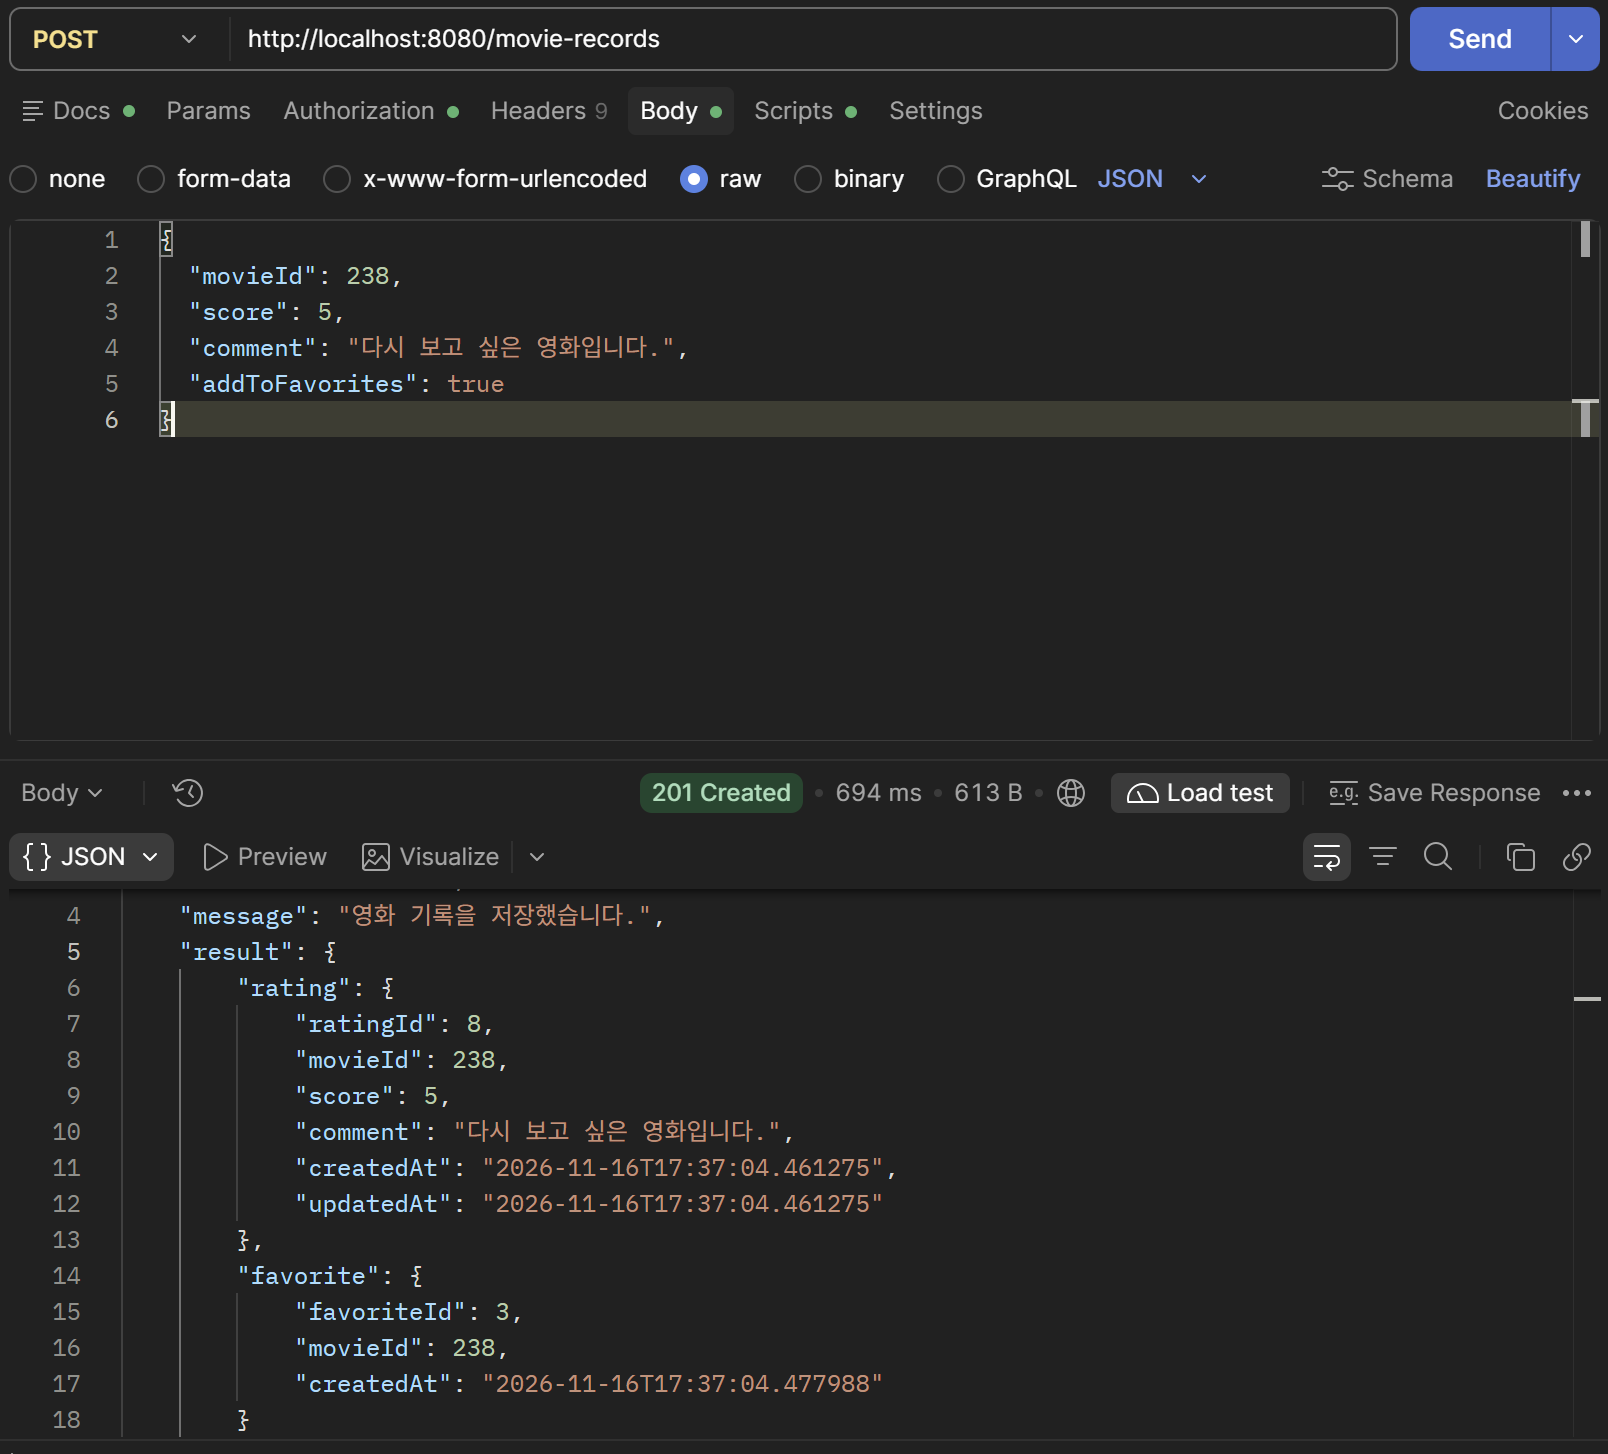 POST http://localhost:8080/movie-records Send
Docs Params Authorization Headers 9 Body Scripts Settings Cookies
none form-data x-www-form-urlencoded raw binary GraphQL JSON Schema Beautify
1 {
2 "movieId": 238,
3 "score": 5,
4 "comment": "다시 보고 싶은 영화입니다.",
5 "addToFavorites": true
6 }
Body 201 Created 694 ms 613 B Load test e.g. Save Response
{} JSON Preview Visualize
4 "message": "영화 기록을 저장했습니다.",
5 "result": {
6 "rating": {
7 "ratingId": 8,
8 "movieId": 238,
9 "score": 5,
10 "comment": "다시 보고 싶은 영화입니다.",
11 "createdAt": "2026-11-16T17:37:04.461275",
12 "updatedAt": "2026-11-16T17:37:04.461275"
13 },
14 "favorite": {
15 "favoriteId": 3,
16 "movieId": 238,
17 "createdAt": "2026-11-16T17:37:04.477988"
18 }